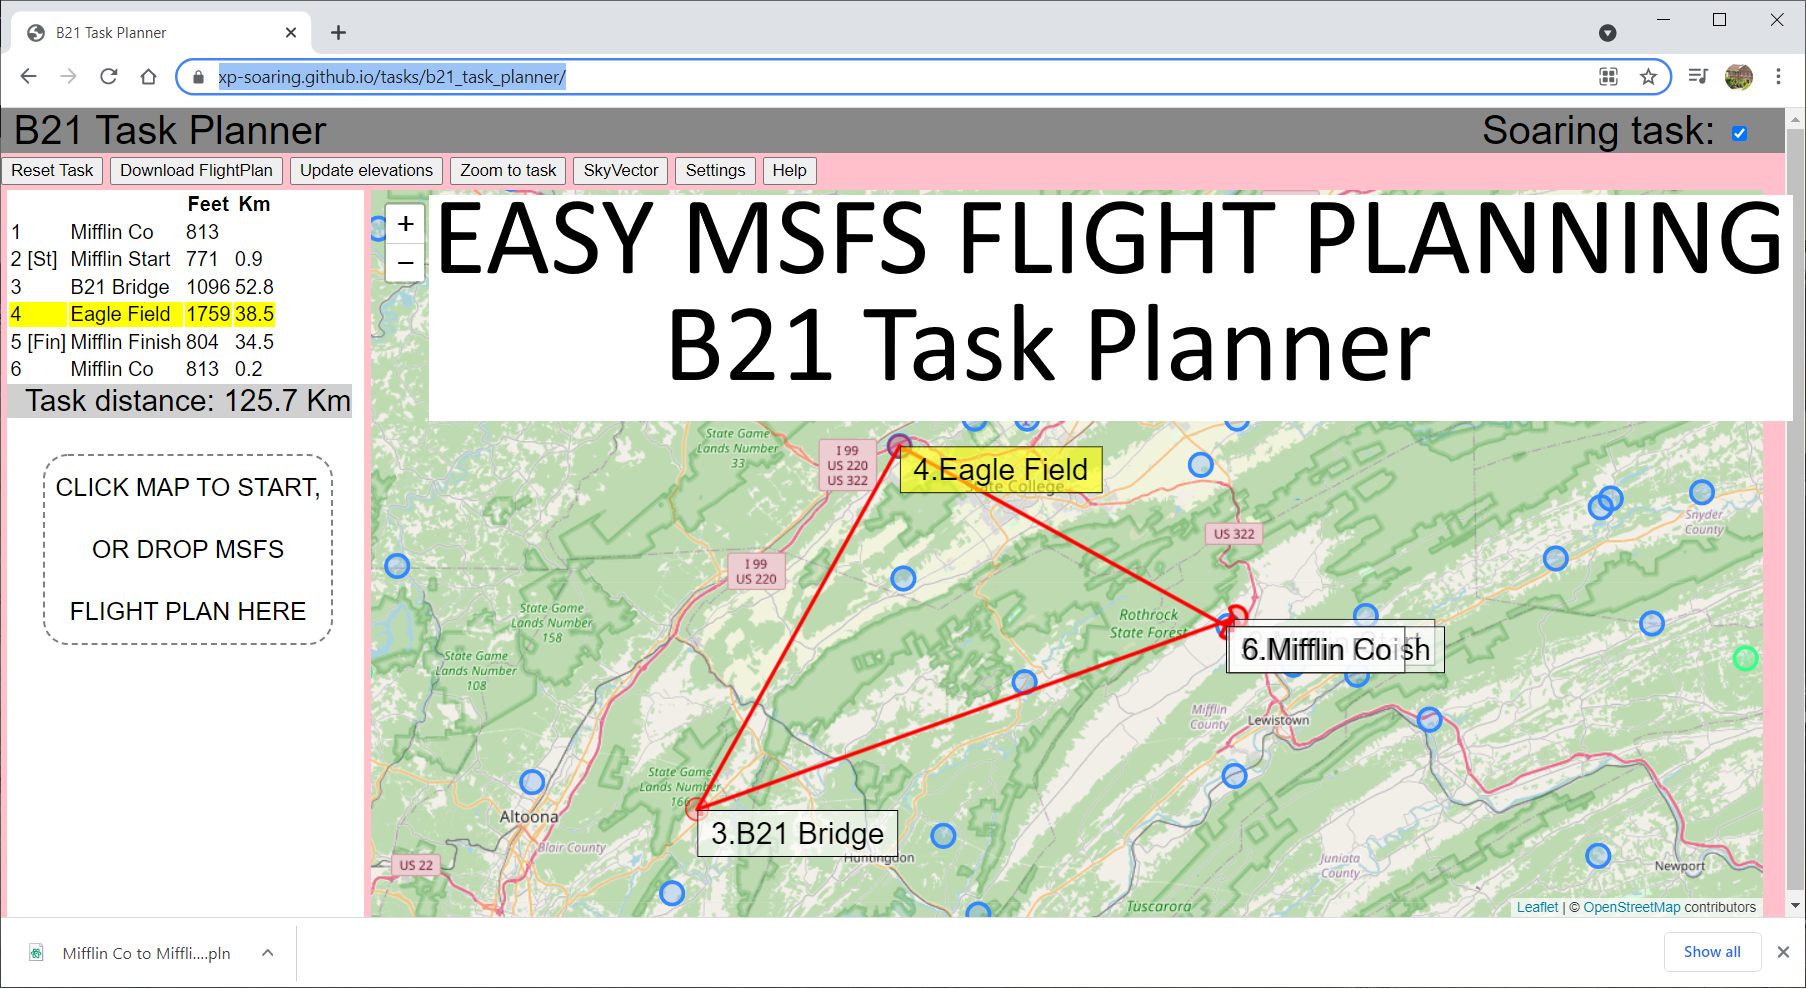 B21 Task Planner
xp-soaring.github.io/tasks/b21_task_planner/
B21 Task Planner
Soaring task:
Reset Task
Download FlightPlan
Update elevations
Zoom to task
SkyVector
Settings
Help
Feet Km
1 Mifflin Co 813
2 [St] Mifflin Start 771 0.9
3 B21 Bridge 1096 52.8
4 Eagle Field 1759 38.5
5 [Fin] Mifflin Finish 804 34.5
6 Mifflin Co 813 0.2
Task distance: 125.7 Km
CLICK MAP TO START,
OR DROP MSFS
FLIGHT PLAN HERE
+
−
EASY MSFS FLIGHT PLANNING
B21 Task Planner
State Game
Lands Number
33
I 99
US 220
US 322
4.Eagle Field
College
Snyder
County
US 322
I 99
US 220
State Game
Lands Number
158
Rothrock
State Forest
6.Mifflin Co
State Game
Lands Number
108
Mifflin
County
Lewistown
State Game
Lands Number
Altoona
3.B21 Bridge
Blair County
Huntingdon
US 22
Juniata
County
Newport
Tuscarora
Leaflet | © OpenStreetMap contributors
Mifflin Co to Miffli....pln
Show all